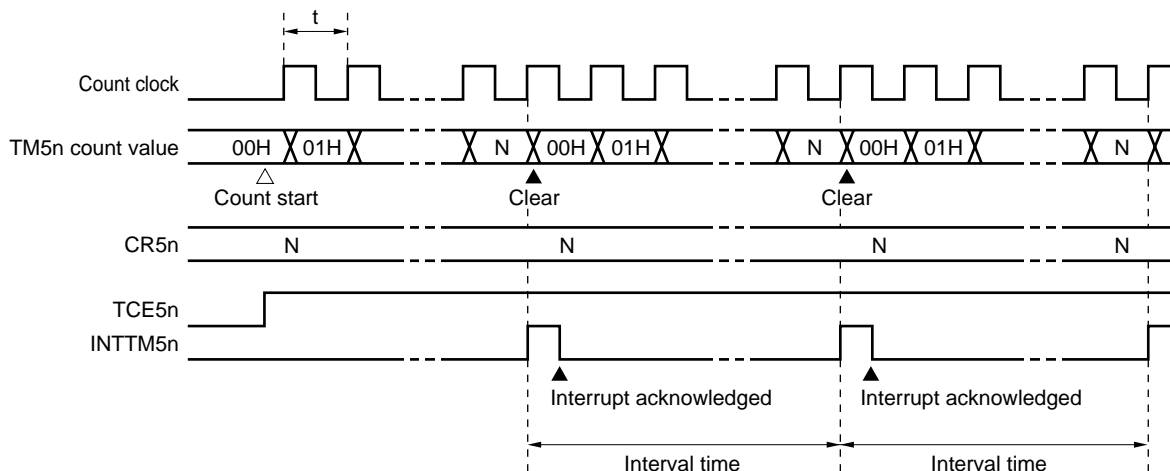 t
Count clock
TM5n count value 00H 01H N 00H 01H N 00H 01H N
Count start Clear Clear
CR5n N N N N
TCE5n
INTTM5n
Interrupt acknowledged Interrupt acknowledged
Interval time Interval time